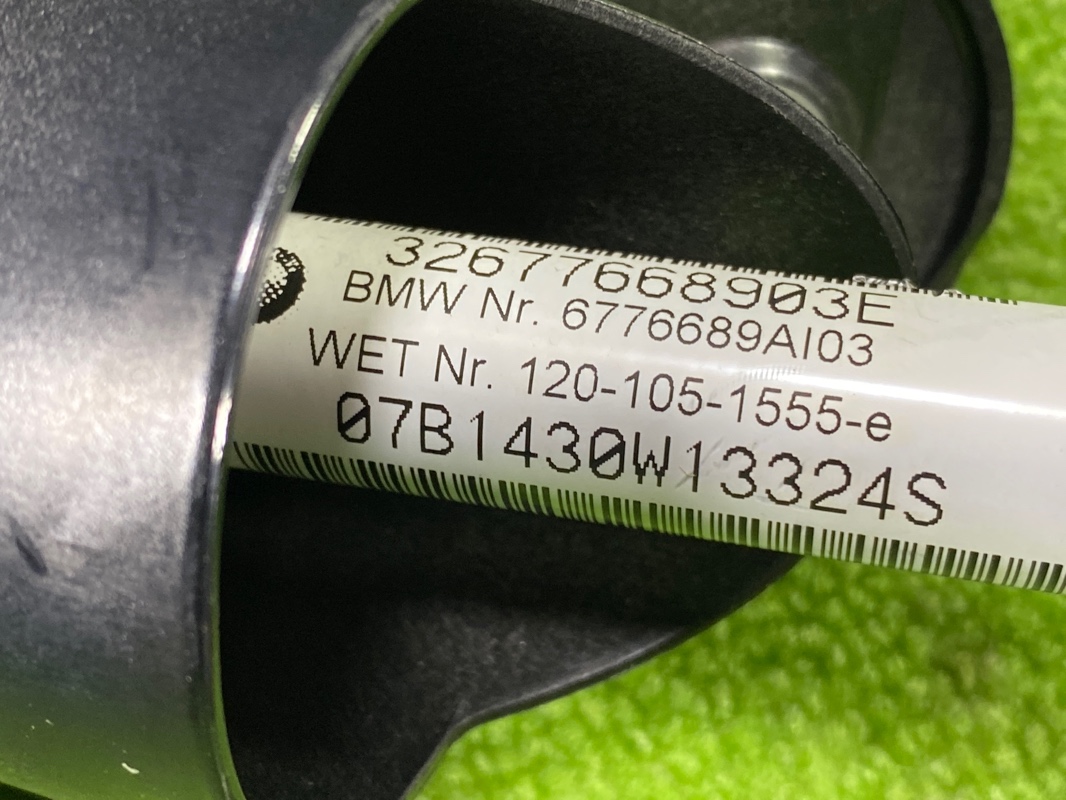 32677668903E
BMW Nr. 6776689AI03
WET Nr. 120-105-1555-e
07B1430W13324S